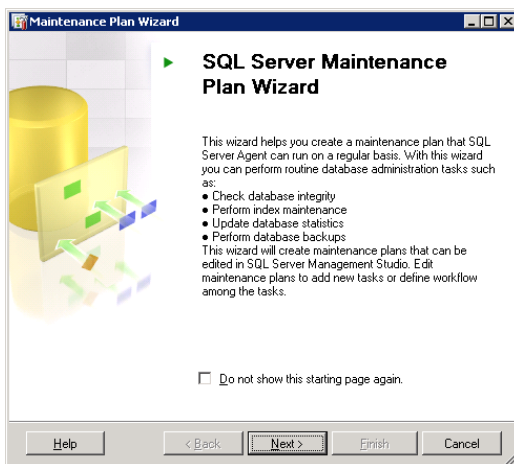 Maintenance Plan Wizard
SQL Server Maintenance
Plan Wizard
This wizard helps you create a maintenance plan that SQL
Server Agent can run on a regular basis. With this wizard
you can perform routine database administration tasks such
as:
● Check database integrity
● Perform index maintenance
● Update database statistics
● Perform database backups
This wizard will create maintenance plans that can be
edited in SQL Server Management Studio. Edit
maintenance plans to add new tasks or define workflow
among the tasks.
Do not show this starting page again.
Help < Back Next > Finish Cancel